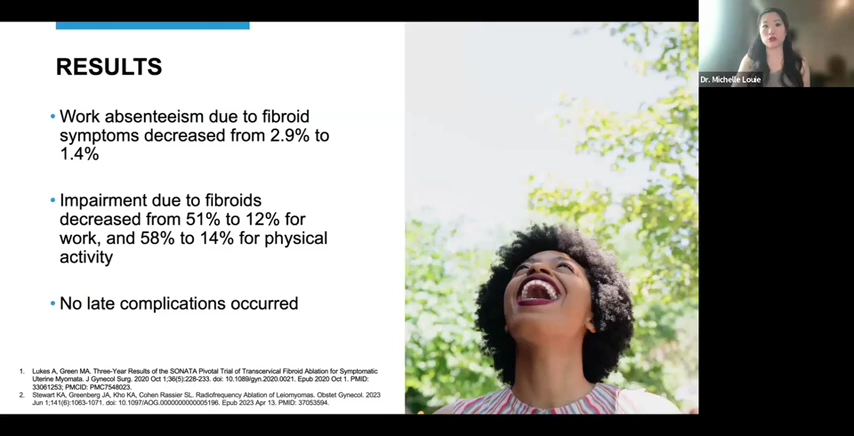 RESULTS
• Work absenteeism due to fibroid
symptoms decreased from 2.9% to
1.4%
• Impairment due to fibroids
decreased from 51% to 12% for
work, and 58% to 14% for physical
activity
• No late complications occurred
1. Lukes A, Green MA. Three-Year Results of the SONATA Pivotal Trial of Transcervical Fibroid Ablation for Symptomatic
Uterine Myomata. J Gynecol Surg. 2020 Oct 1;36(5):228-233. doi: 10.1089/gyn.2020.0021. Epub 2020 Oct 1. PMID:
33061253; PMCID: PMC7548023.
2. Stewart KA, Greenberg JA, Kho KA, Cohen Rassier SL. Radiofrequency Ablation of Leiomyomas. Obstet Gynecol. 2023
Jun 1;141(6):1063-1071. doi: 10.1097/AOG.0000000000005196. Epub 2023 Apr 13. PMID: 37053594.
Dr. Michelle Louie